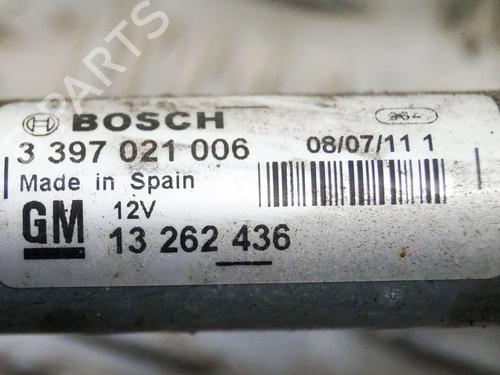 PARTS
BOSCH
3 397 021 006
08/07/11 1
Made in Spain
GM
12V
13 262 436